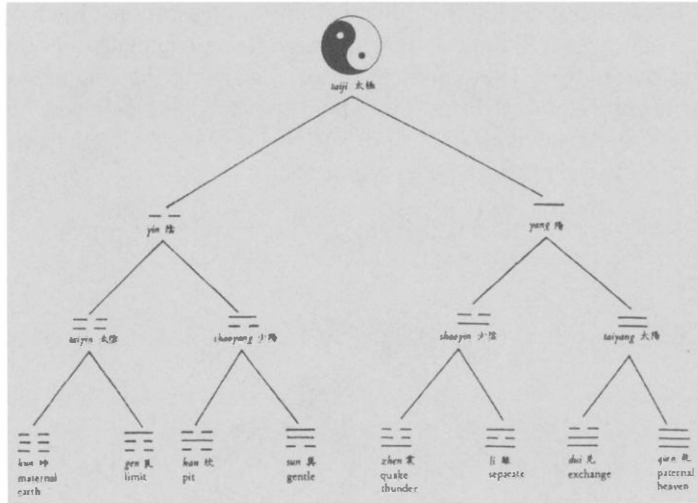 taiji 太極
yin 陰
yang 陽
taiyin 太陰
shaoyang 少陽
shaoyin 少陰
taiyang 太陽
kun 坤
maternal
earth
gen 艮
limit
kan 坎
pit
sun 巽
gentle
zhen 震
quake
thunder
li 離
separate
dui 兌
exchange
qian 乾
paternal
heaven